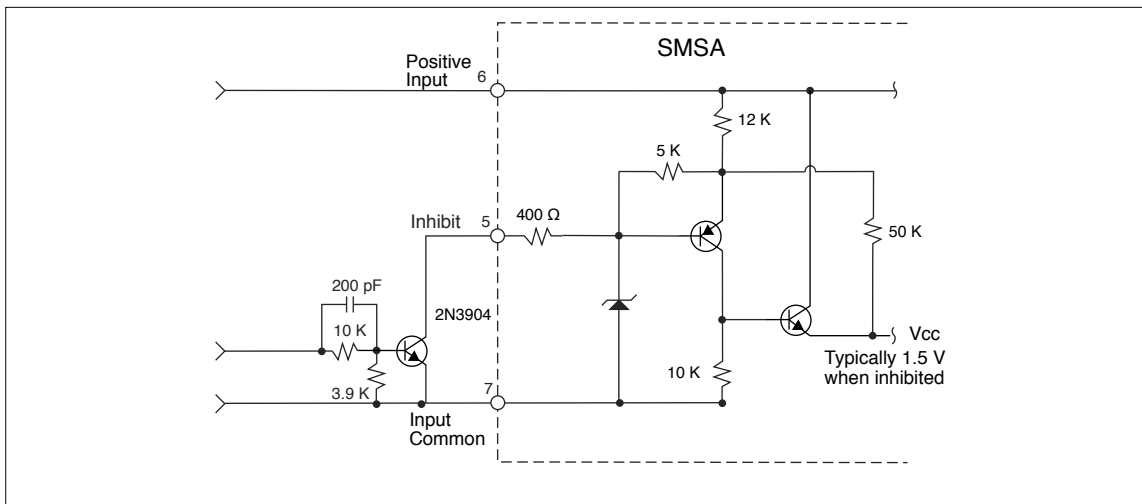 SMSA
Positive
Input
6
12 K
5 K
Inhibit
5
400 Ω
50 K
200 pF
2N3904
10 K
Vcc
Typically 1.5 V
when inhibited
3.9 K
7
10 K
Input
Common